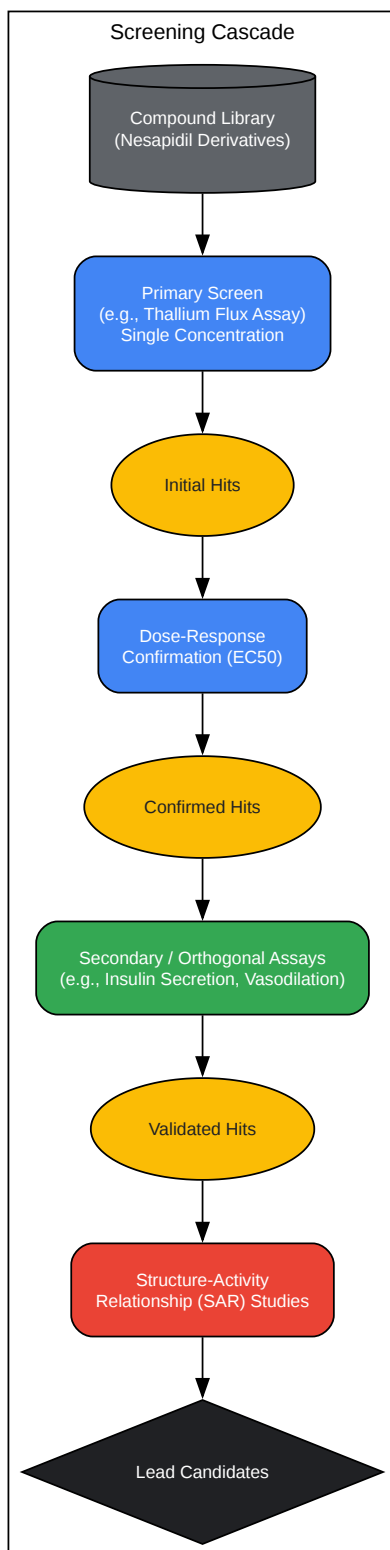 Screening Cascade
Compound Library
(Nesapidil Derivatives)
Primary Screen
(e.g., Thallium Flux Assay)
Single Concentration
Initial Hits
Dose-Response
Confirmation (EC50)
Confirmed Hits
Secondary / Orthogonal Assays
(e.g., Insulin Secretion, Vasodilation)
Validated Hits
Structure-Activity
Relationship (SAR) Studies
Lead Candidates